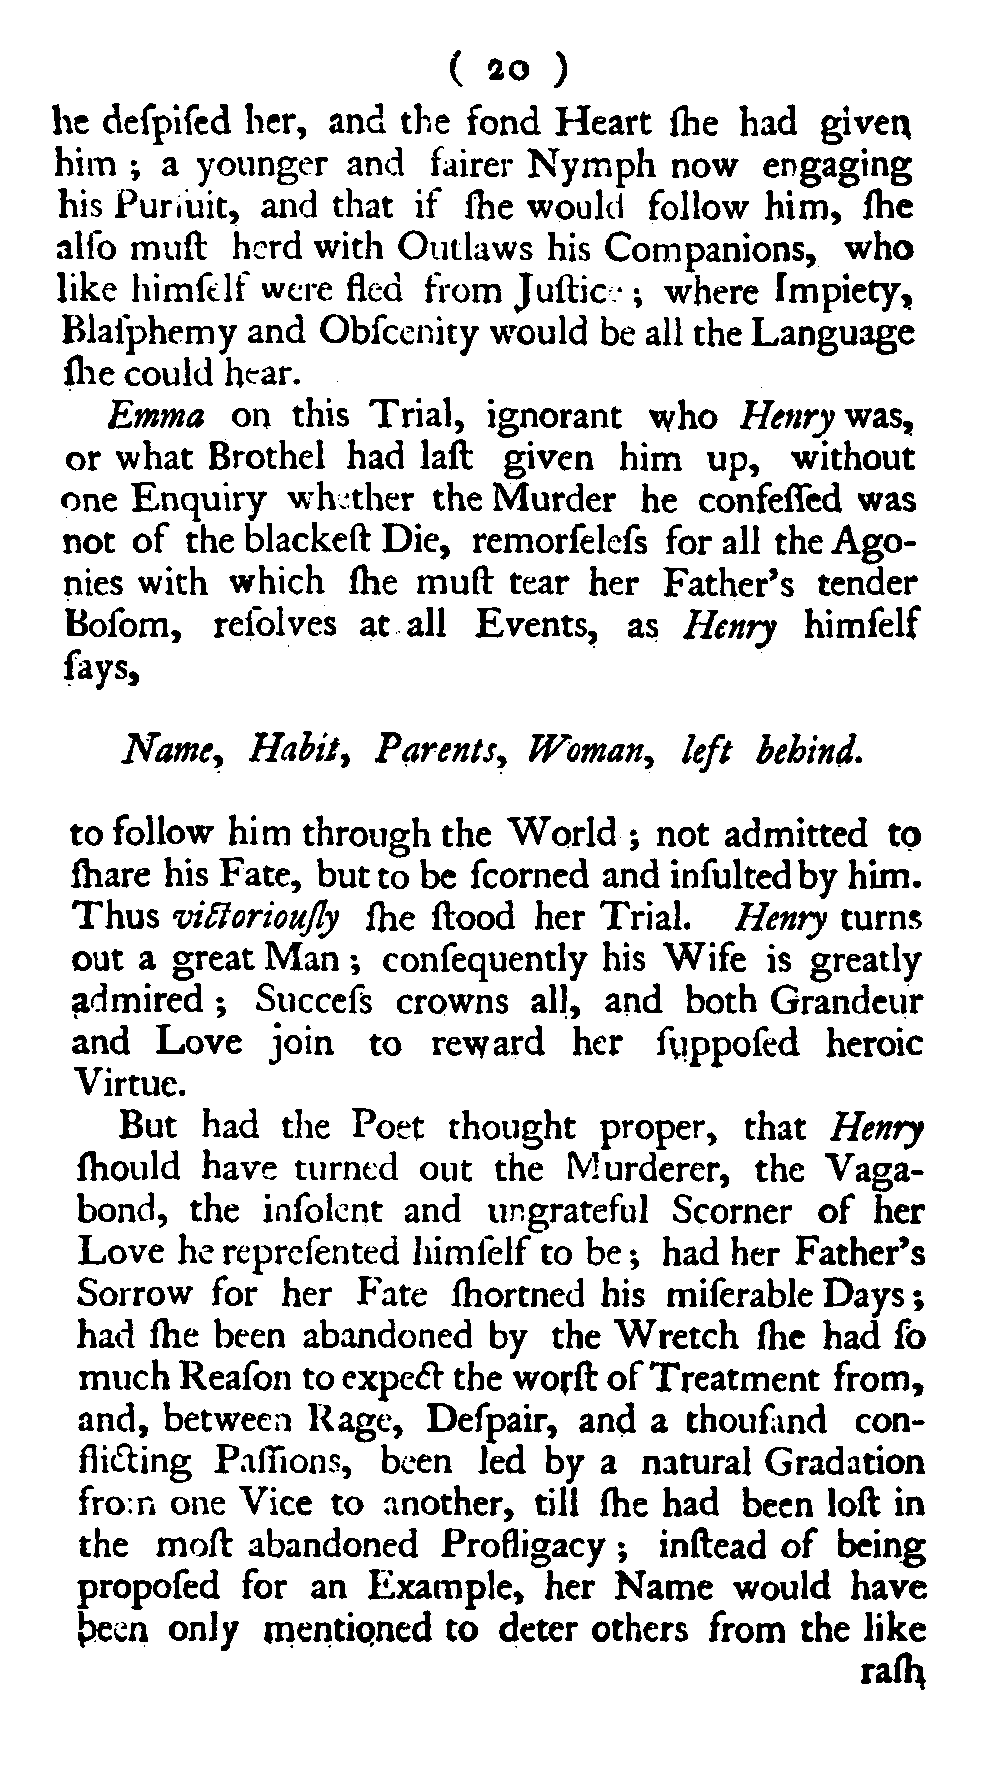 ( 20 )
he deſpiſed her, and the fond Heart ſhe had given
him ; a younger and fairer Nymph now engaging
his Purſuit, and that if ſhe would follow him, ſhe
alſo muſt herd with Outlaws his Companions, who
like himſelf were fled from Juſtice ; where Impiety,
Blaſphemy and Obſcenity would be all the Language
ſhe could hear.
Emma on this Trial, ignorant who Henry was,
or what Brothel had laſt given him up, without
one Enquiry whether the Murder he confeſſed was
not of the blackeſt Die, remorſeleſs for all the Ago-
nies with which ſhe muſt tear her Father's tender
Boſom, reſolves at all Events, as Henry himſelf
ſays,
Name, Habit, Parents, Woman, left behind.
to follow him through the World ; not admitted to
ſhare his Fate, but to be ſcorned and inſulted by him.
Thus victoriouſly ſhe ſtood her Trial. Henry turns
out a great Man ; conſequently his Wife is greatly
admired ; Succeſs crowns all, and both Grandeur
and Love join to reward her ſuppoſed heroic
Virtue.
But had the Poet thought proper, that Henry
ſhould have turned out the Murderer, the Vaga-
bond, the inſolent and ungrateful Scorner of her
Love he repreſented himſelf to be ; had her Father's
Sorrow for her Fate ſhortned his miſerable Days ;
had ſhe been abandoned by the Wretch ſhe had ſo
much Reaſon to expect the worſt of Treatment from,
and, between Rage, Deſpair, and a thouſand con-
flicting Paſſions, been led by a natural Gradation
from one Vice to another, till ſhe had been loſt in
the moſt abandoned Profligacy ; inſtead of being
propoſed for an Example, her Name would have
been only mentioned to deter others from the like
raſh